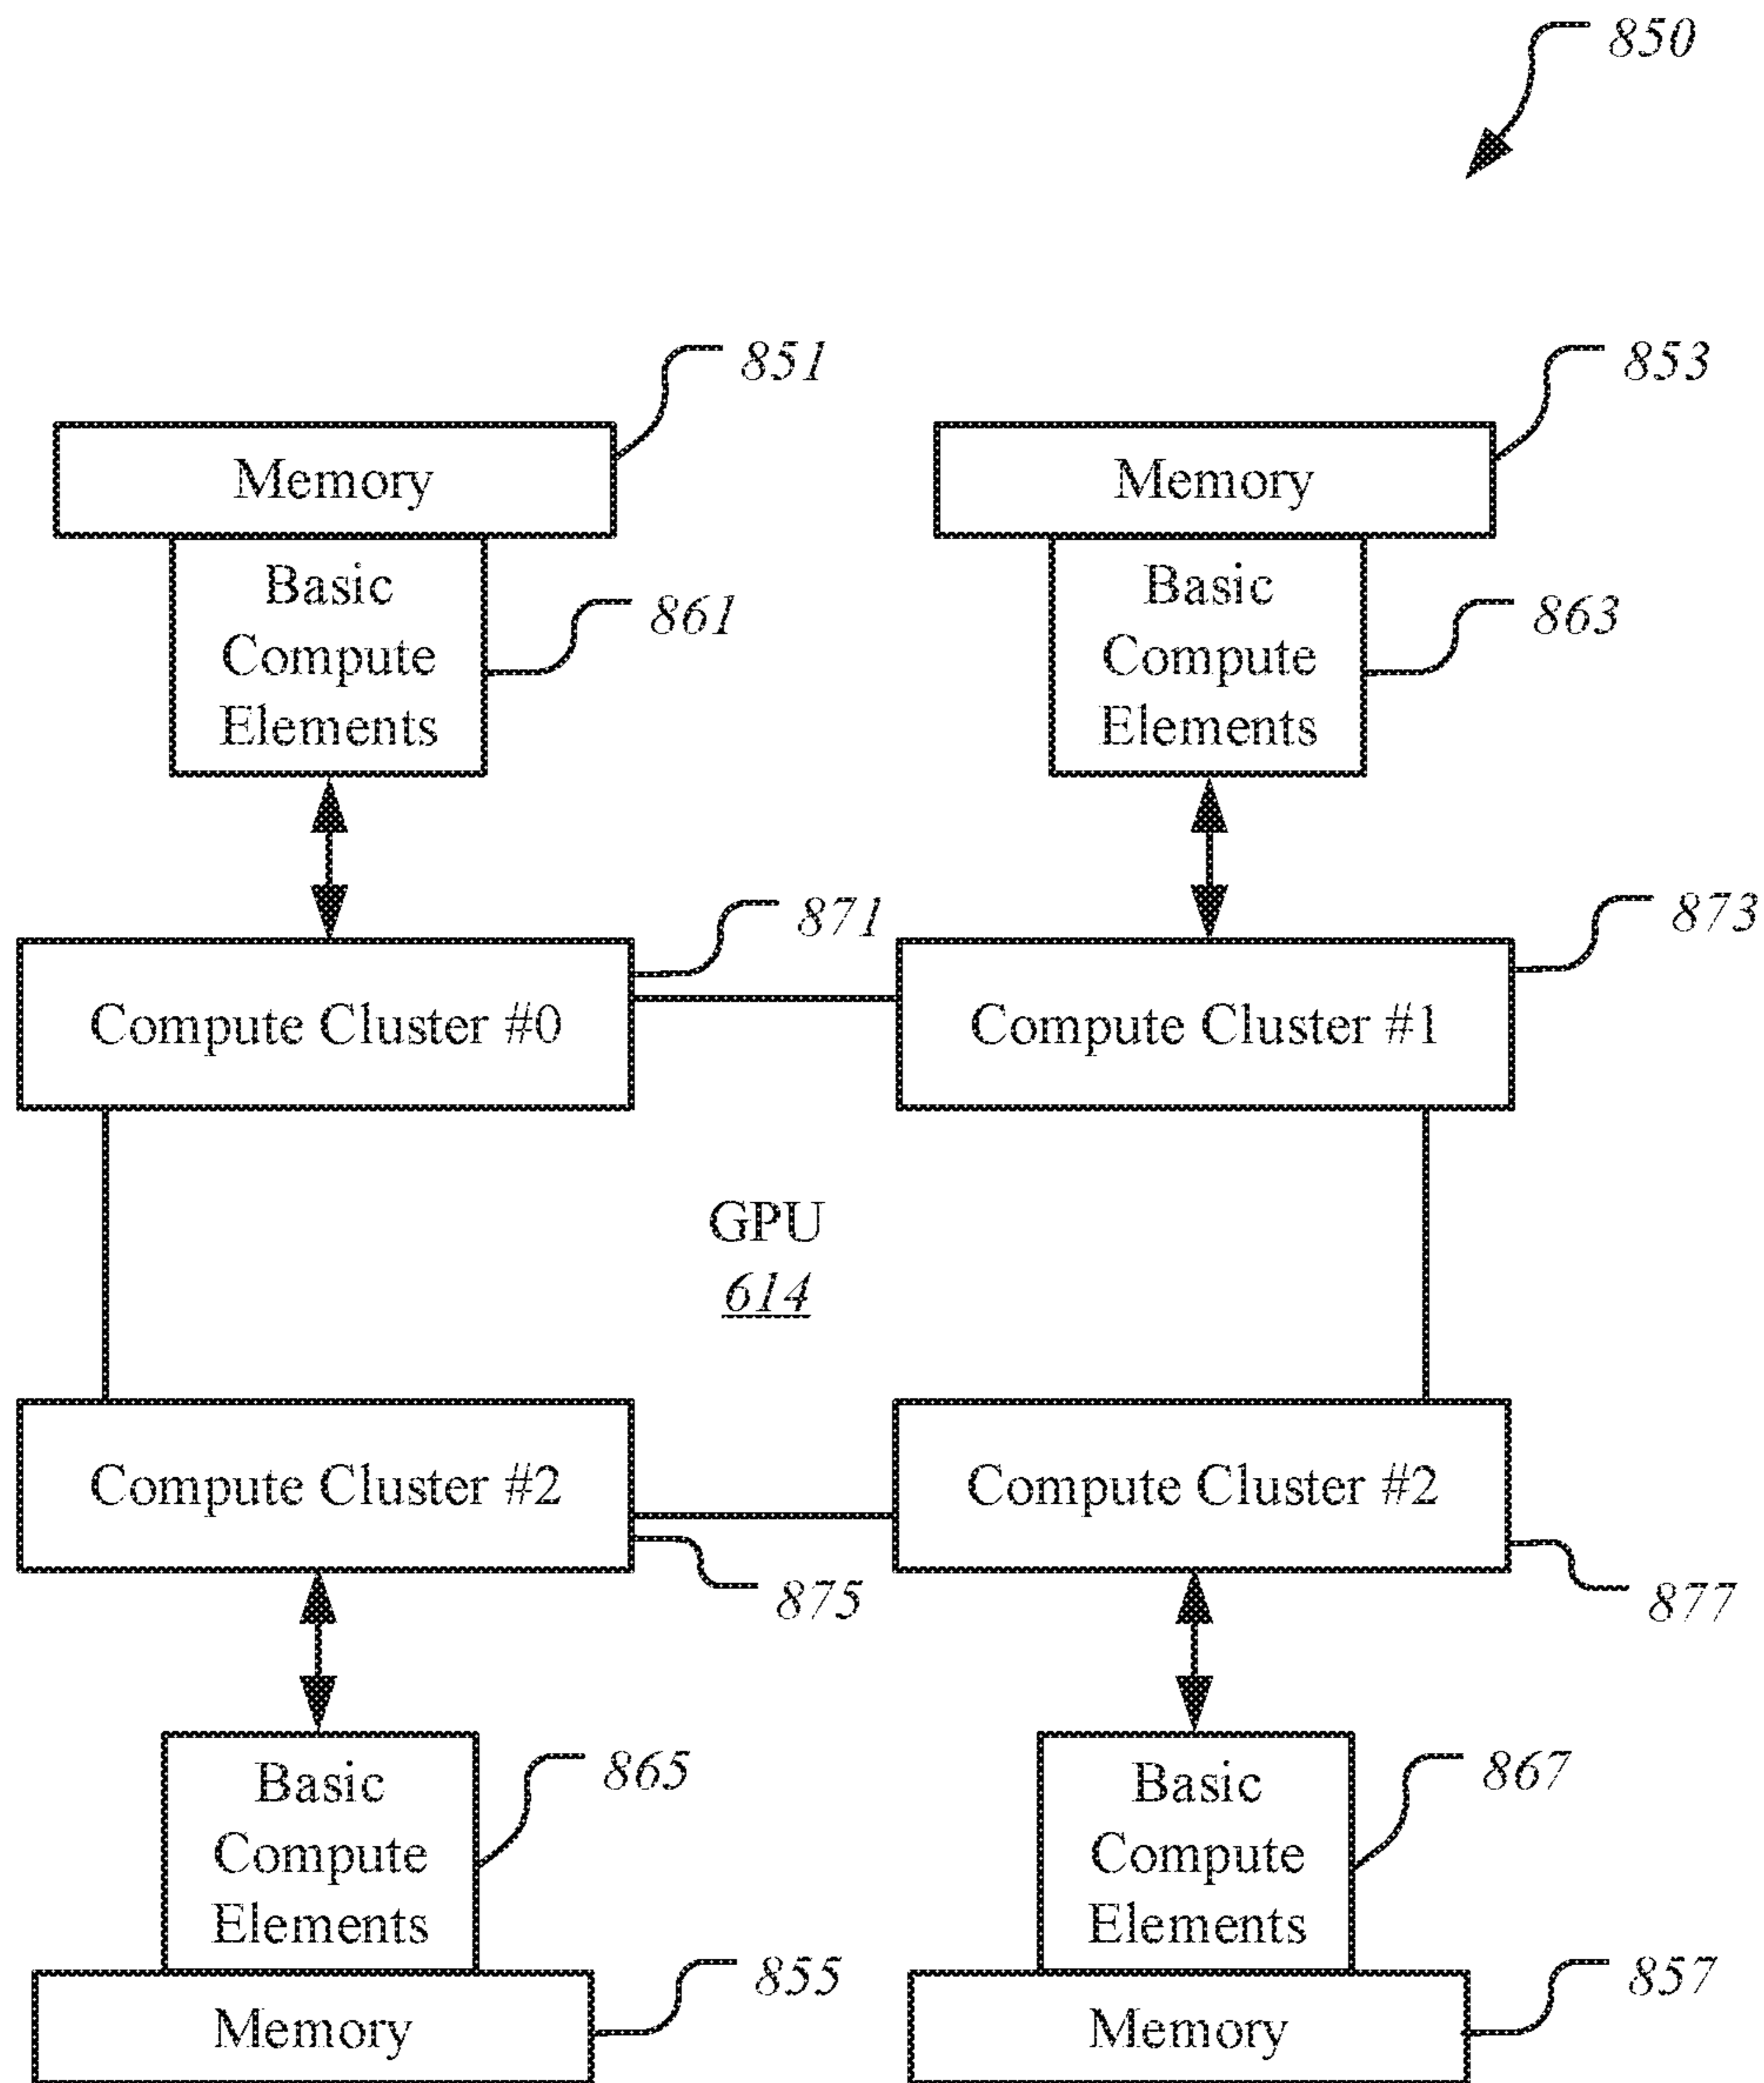 850
851
853
Memory
Memory
Basic
Compute
Elements
861
Basic
Compute
Elements
863
871
873
Compute Cluster #0
Compute Cluster #1
GPU
614
Compute Cluster #2
Compute Cluster #2
875
877
Basic
Compute
Elements
865
Basic
Compute
Elements
867
855
857
Memory
Memory